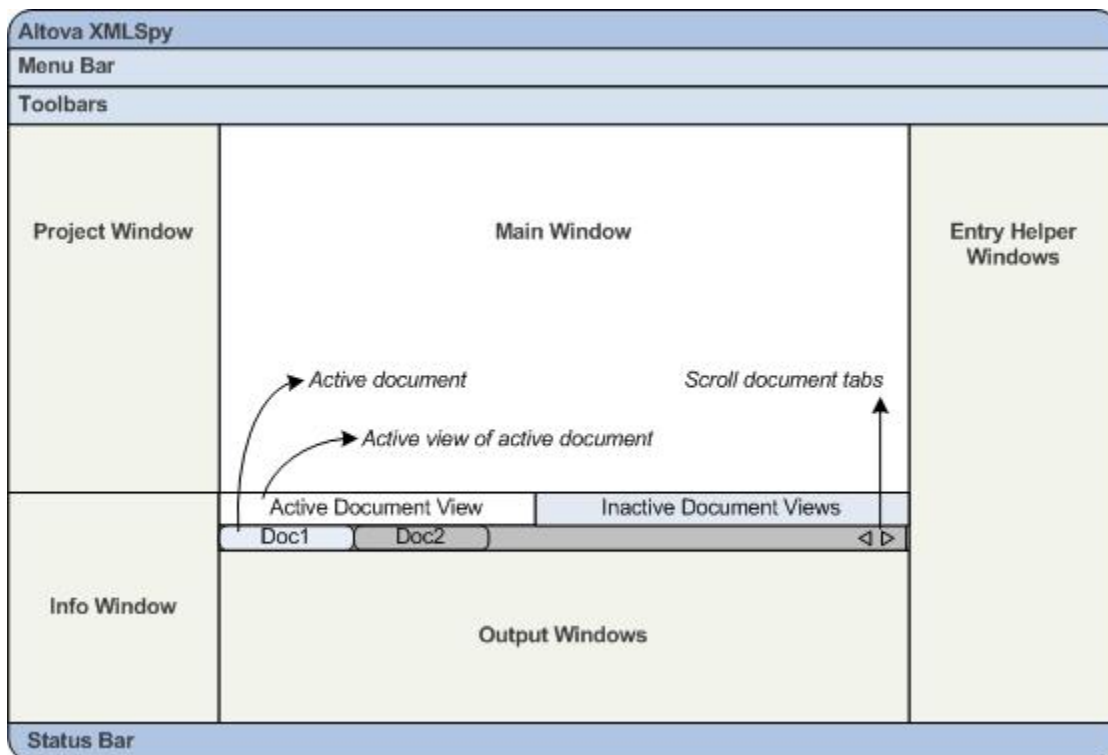 Altova XMLSpy
Menu Bar
Toolbars
Project Window
Main Window
Entry Helper
Windows
Active document
Scroll document tabs
Active view of active document
Active Document View
Inactive Document Views
Doc1
Doc2
Info Window
Output Windows
Status Bar